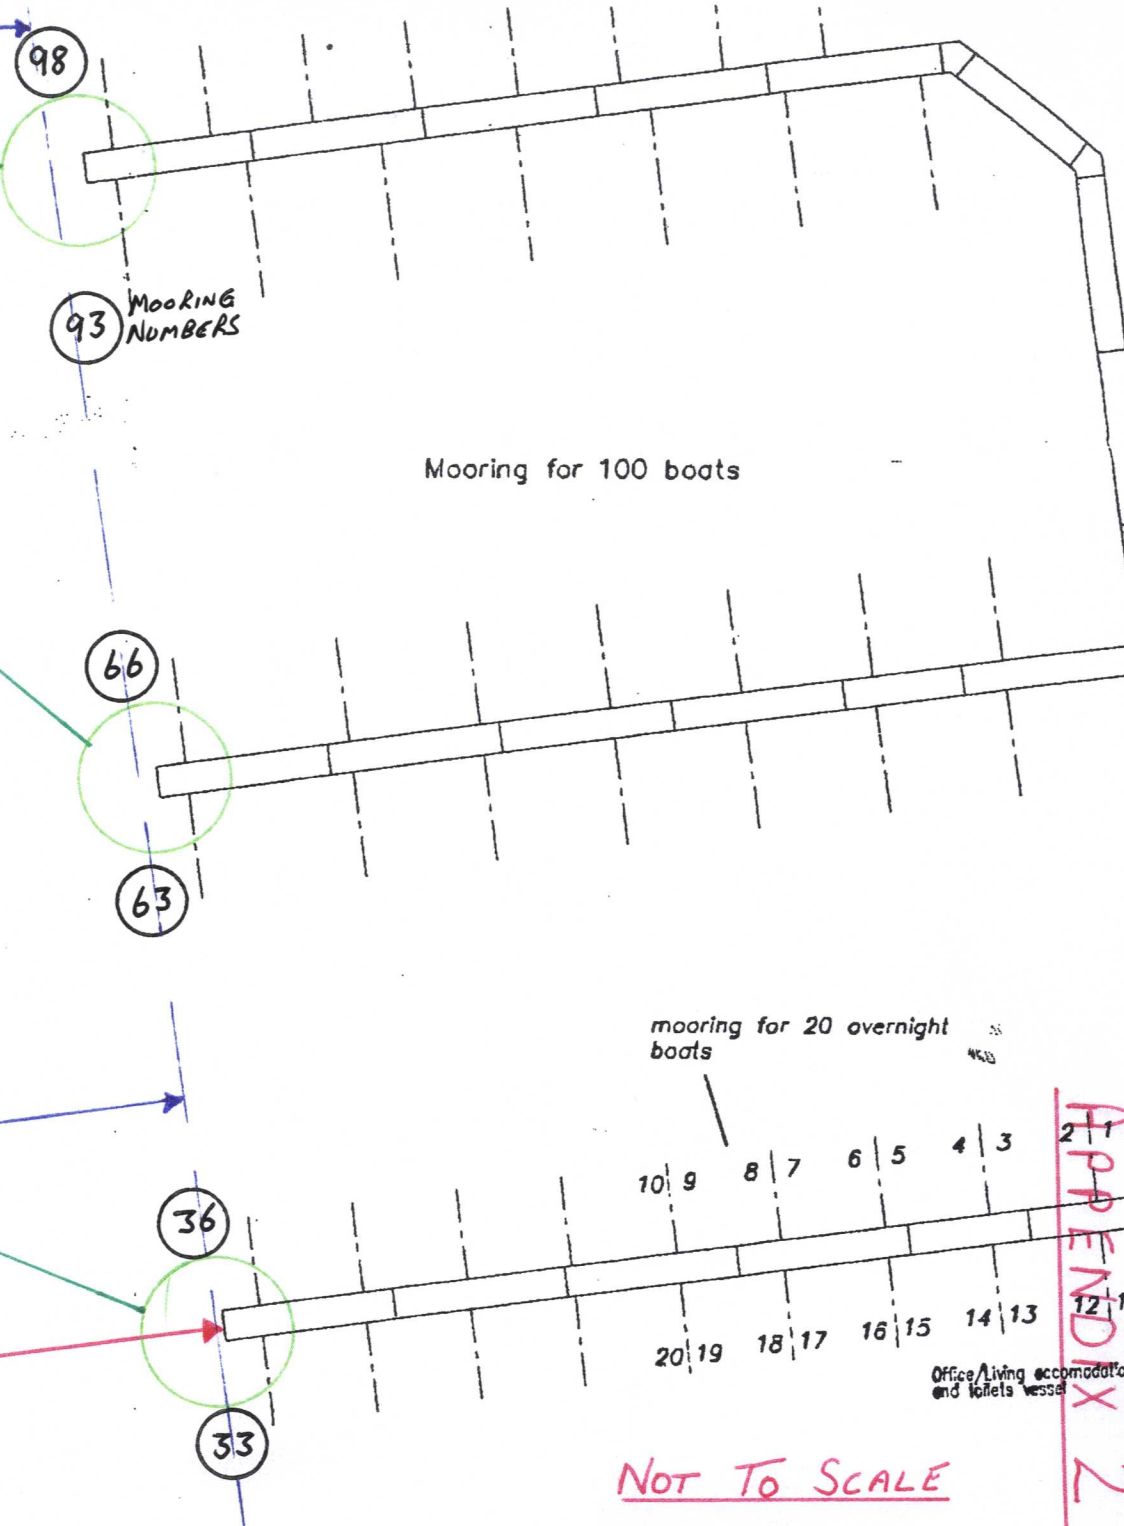 98
93
MOORING
NUMBERS
Mooring for 100 boats
66
63
mooring for 20 overnight
boats
36
10 9 8 7 6 5 4 3 2 1
20 19 18 17 16 15 14 13 12
33
Office/Living accomodatio
and toilets vessel
NOT TO SCALE
APPENDIX 2